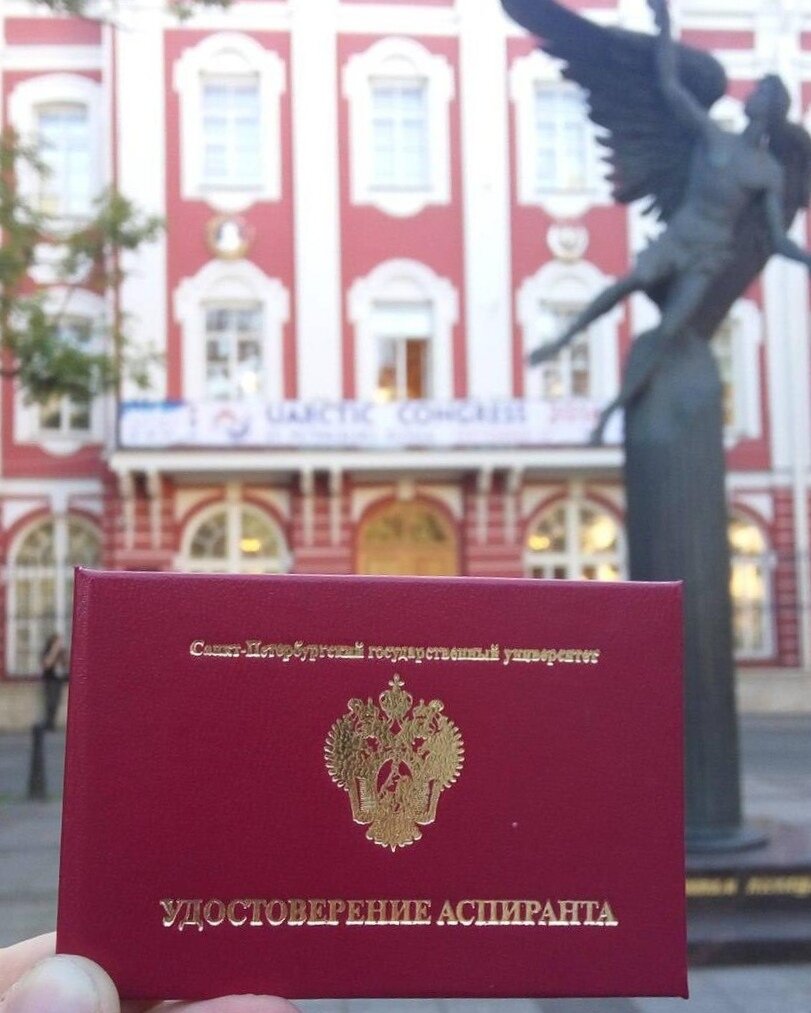 UARCTIC CONGRESS
Санкт-Петербургский государственный университет
УДОСТОВЕРЕНИЕ АСПИРАНТА